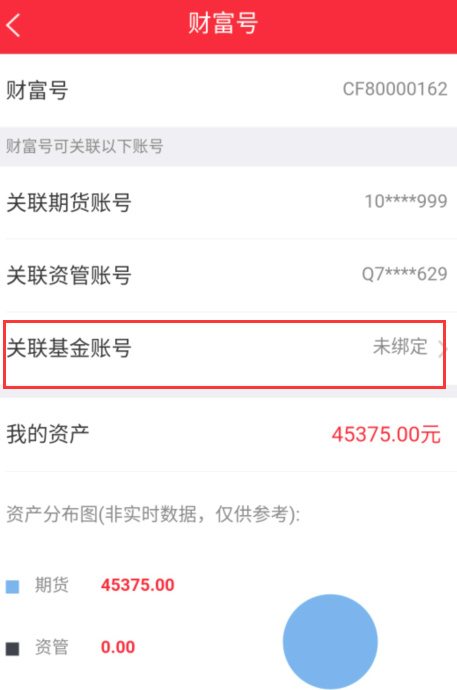 财富号
财富号 CF80000162
财富号可关联以下账号
关联期货账号 10****999
关联资管账号 Q7****629
关联基金账号 未绑定
我的资产 45375.00元
资产分布图(非实时数据，仅供参考):
期货 45375.00
资管 0.00